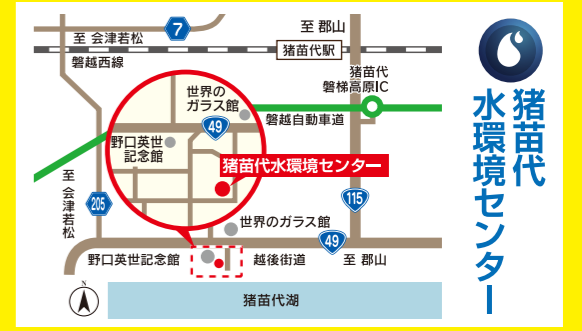 至 会津若松
7
至 郡山
猪苗代駅
磐越西線
猪苗代
磐梯高原IC
世界の
ガラス館
49
磐越自動車道
野口英世
記念館
猪苗代水環境センター
至 会津若松
205
115
世界のガラス館
49
野口英世記念館
越後街道
至 郡山
N
猪苗代湖
猪苗代
水環境センター